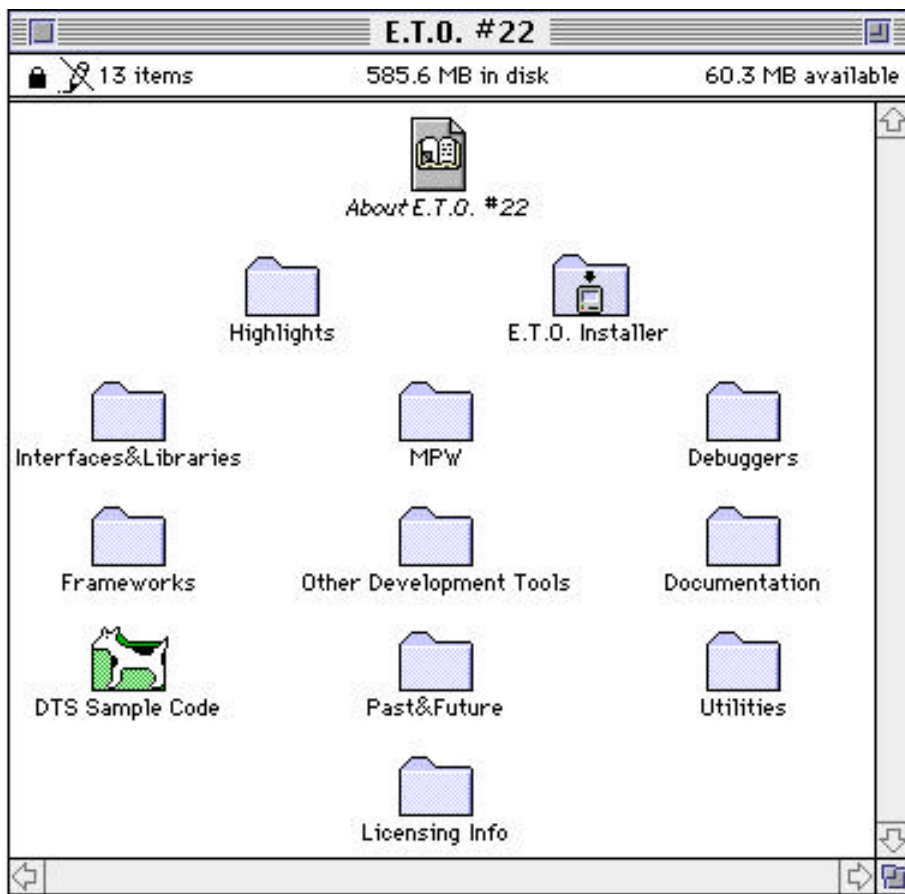 E.T.O. #22
13 items 585.6 MB in disk 60.3 MB available
About E.T.O. #22
Highlights E.T.O. Installer
Interfaces&Libraries MPW Debuggers
Frameworks Other Development Tools Documentation
DTS Sample Code Past&Future Utilities
Licensing Info